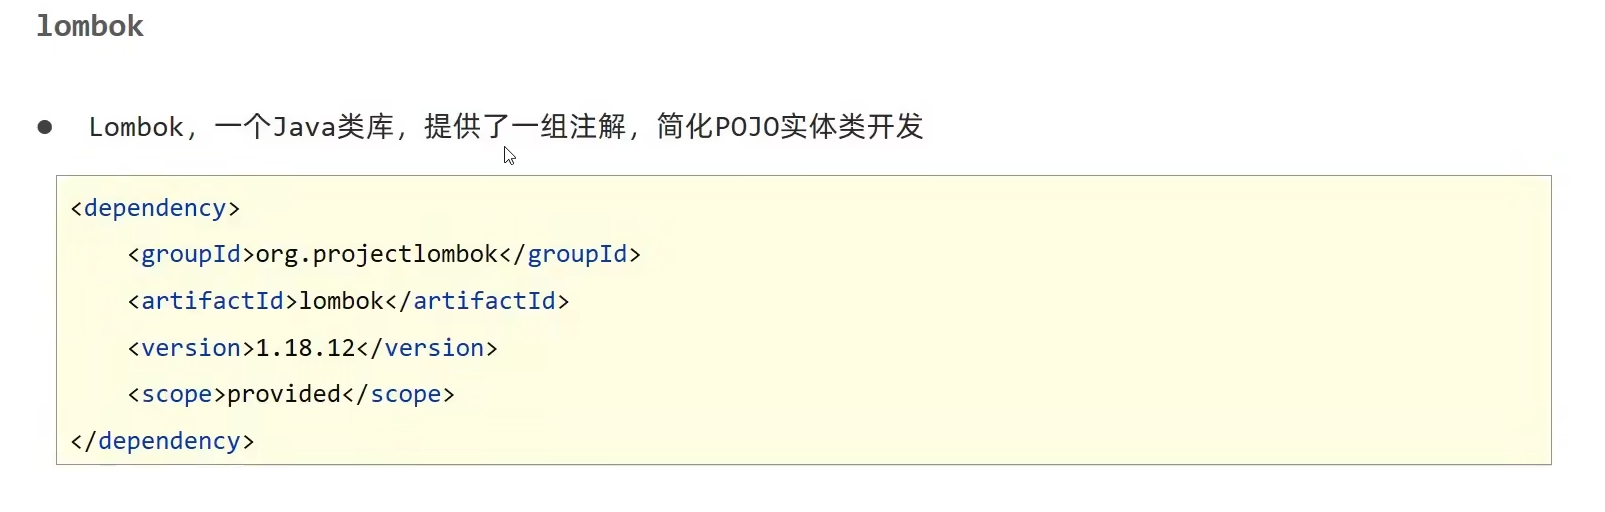 lombok
● Lombok，一个Java类库，提供了一组注解，简化POJO实体类开发
<dependency>
    <groupId>org.projectlombok</groupId>
    <artifactId>lombok</artifactId>
    <version>1.18.12</version>
    <scope>provided</scope>
</dependency>